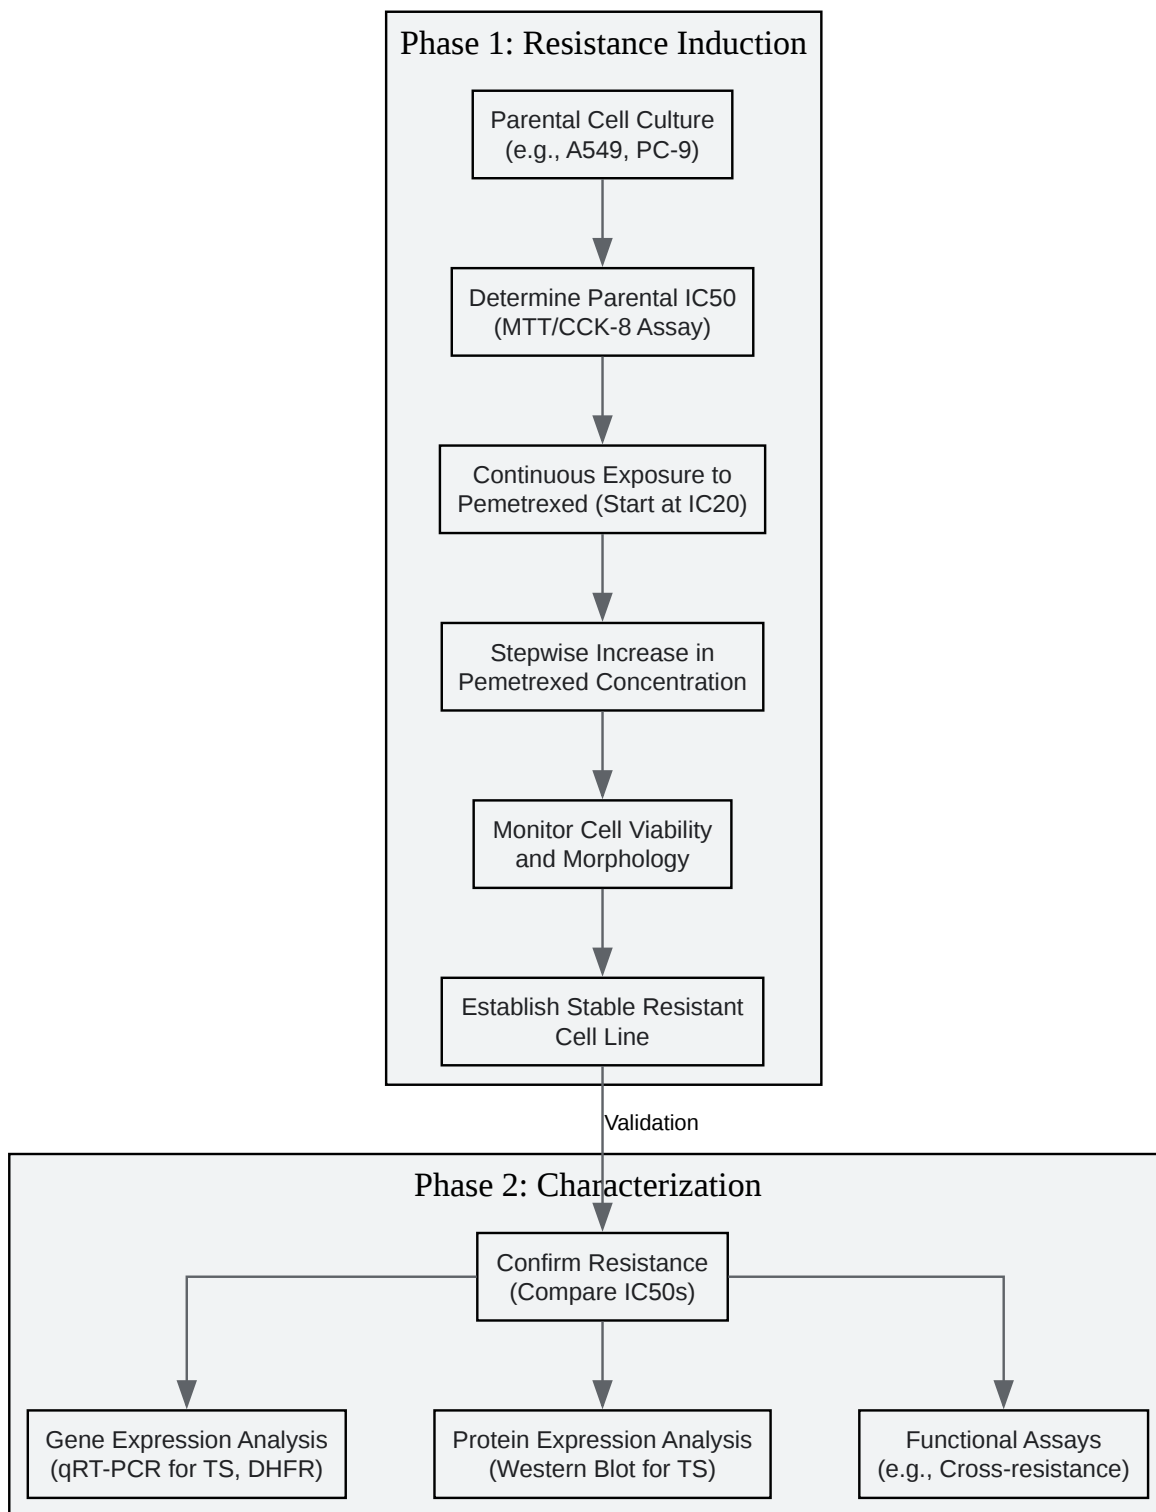 Phase 1: Resistance Induction
Parental Cell Culture
(e.g., A549, PC-9)
Determine Parental IC50
(MTT/CCK-8 Assay)
Continuous Exposure to
Pemetrexed (Start at IC20)
Stepwise Increase in
Pemetrexed Concentration
Monitor Cell Viability
and Morphology
Establish Stable Resistant
Cell Line
Validation
Phase 2: Characterization
Confirm Resistance
(Compare IC50s)
Gene Expression Analysis
(qRT-PCR for TS, DHFR)
Protein Expression Analysis
(Western Blot for TS)
Functional Assays
(e.g., Cross-resistance)